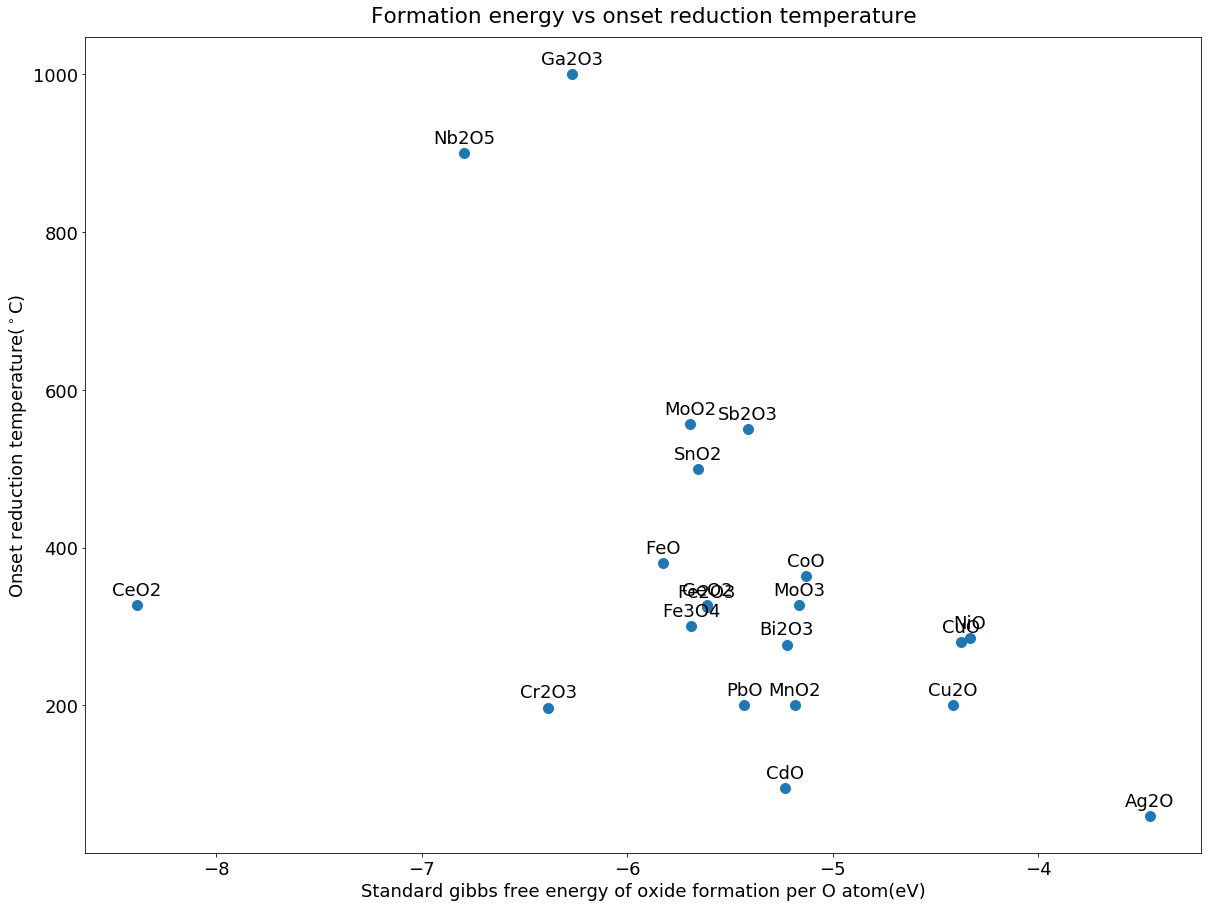 Formation energy vs onset reduction temperature
Ga2O3
1000
Nb2O5
800
Onset reduction temperature(°C)
600
MoO2
Sb2O3
SnO2
400
FeO
CoO
CeO2
GeO2
MoO3
Fe2O3
Fe3O4
Bi2O3
NiO
CuO
200
Cr2O3
PbO
MnO2
Cu2O
CdO
Ag2O
−8
−7
−6
−5
−4
Standard gibbs free energy of oxide formation per O atom(eV)